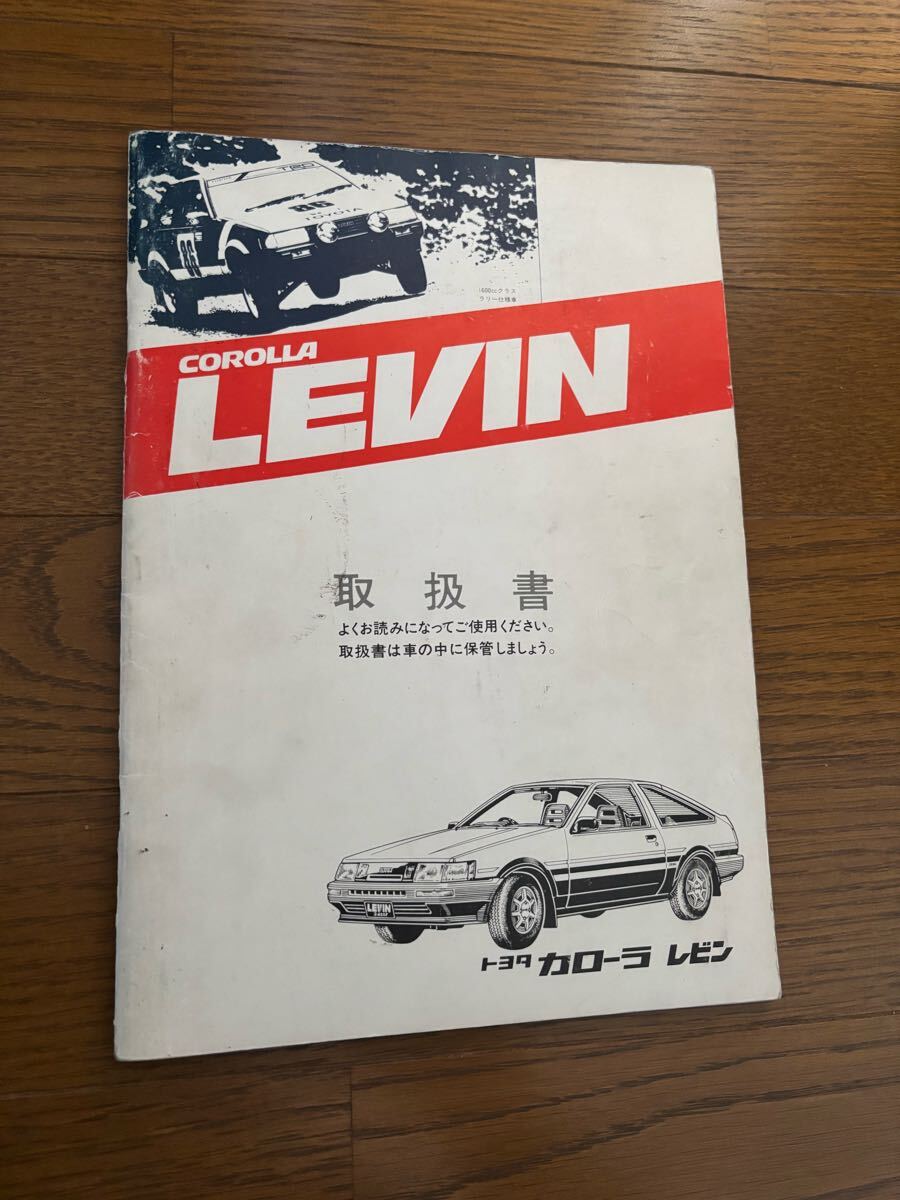 TRD
86
TOYOTA
86
1600ccクラス
ラリー仕様車
COROLLA
LEVIN
取扱書
よくお読みになってご使用ください。
取扱書は車の中に保管しましょう。
LEVIN
トヨタ カローラ レビン